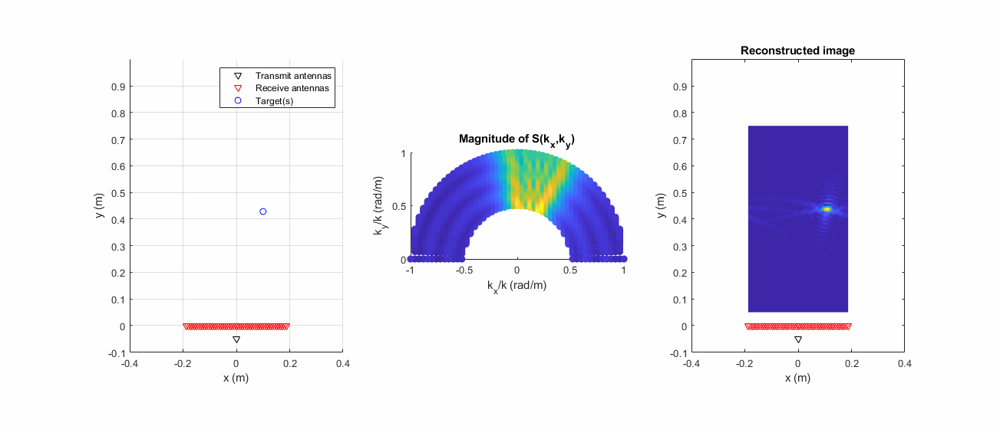 Transmit antennas
Receive antennas
Target(s)
0.9
0.8
0.7
0.6
0.5
0.4
0.3
0.2
0.1
0
-0.1
y (m)
-0.4 -0.2 0 0.2 0.4
x (m)
Magnitude of S(kx,ky)
1
0.5
0
ky/k (rad/m)
-1 -0.5 0 0.5 1
kx/k (rad/m)
Reconstructed image
0.9
0.8
0.7
0.6
0.5
0.4
0.3
0.2
0.1
0
-0.1
y (m)
-0.4 -0.2 0 0.2 0.4
x (m)